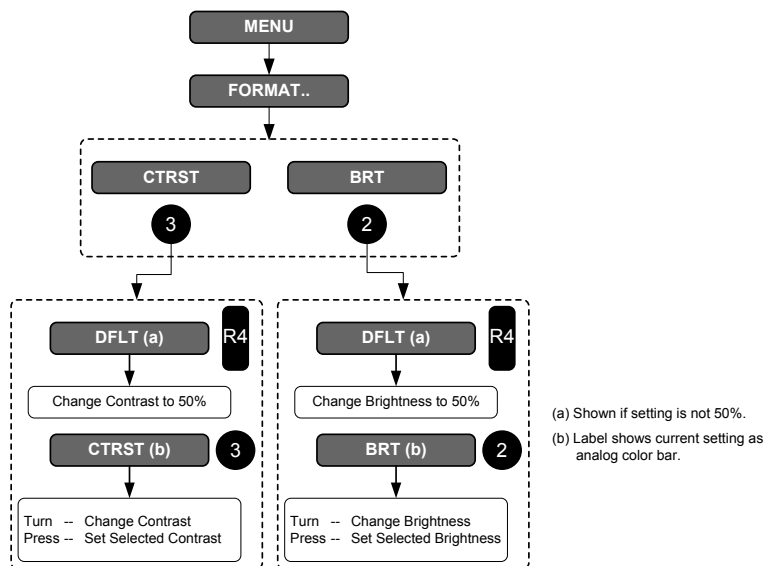 MENU
FORMAT..
CTRST
BRT
3
2
DFLT (a)
R4
Change Contrast to 50%
CTRST (b)
3
Turn -- Change Contrast
Press -- Set Selected Contrast
DFLT (a)
R4
Change Brightness to 50%
BRT (b)
2
Turn -- Change Brightness
Press -- Set Selected Brightness
(a) Shown if setting is not 50%.
(b) Label shows current setting as
analog color bar.